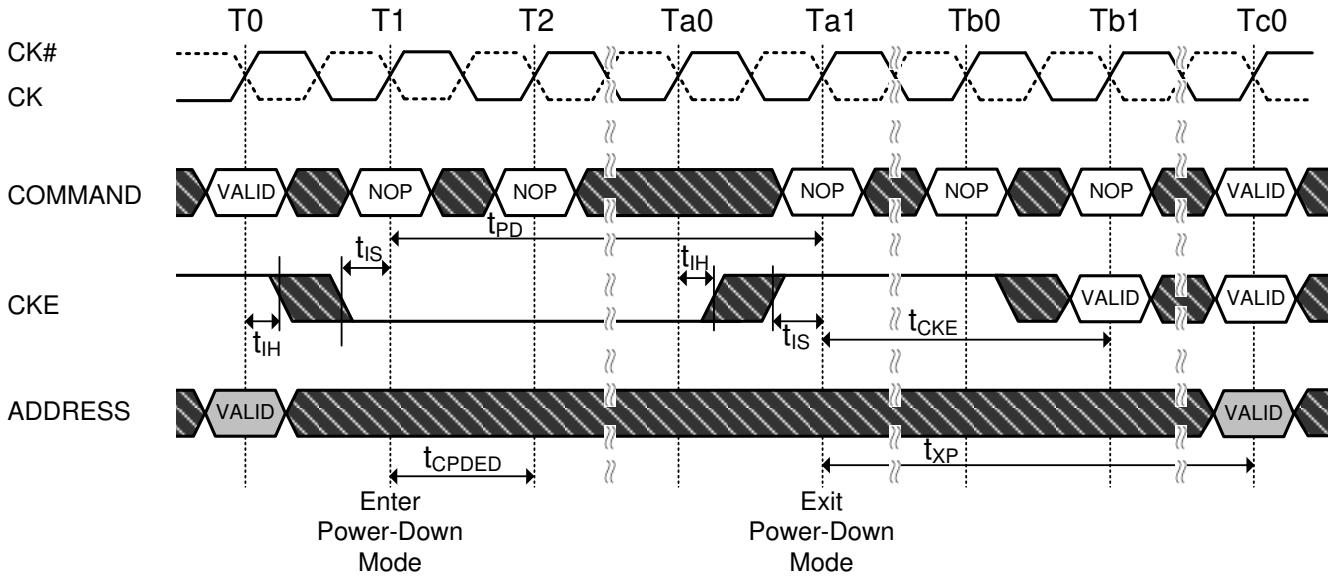 T0 T1 T2 Ta0 Ta1 Tb0 Tb1 Tc0
CK#
CK
COMMAND VALID NOP NOP NOP NOP NOP VALID
tPD
tIS tIH
CKE VALID VALID
tIH tIS tCKE
ADDRESS VALID VALID
tCPDED tXP
Enter
Power-Down
Mode
Exit
Power-Down
Mode